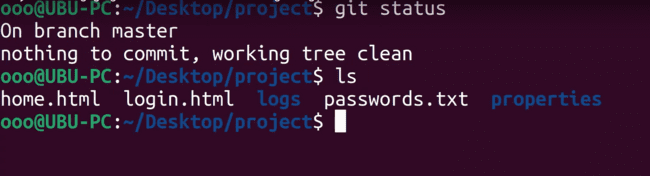 ooo@UBU-PC:~/Desktop/project$ git status
On branch master
nothing to commit, working tree clean
ooo@UBU-PC:~/Desktop/project$ ls
home.html  login.html  logs  passwords.txt  properties
ooo@UBU-PC:~/Desktop/project$